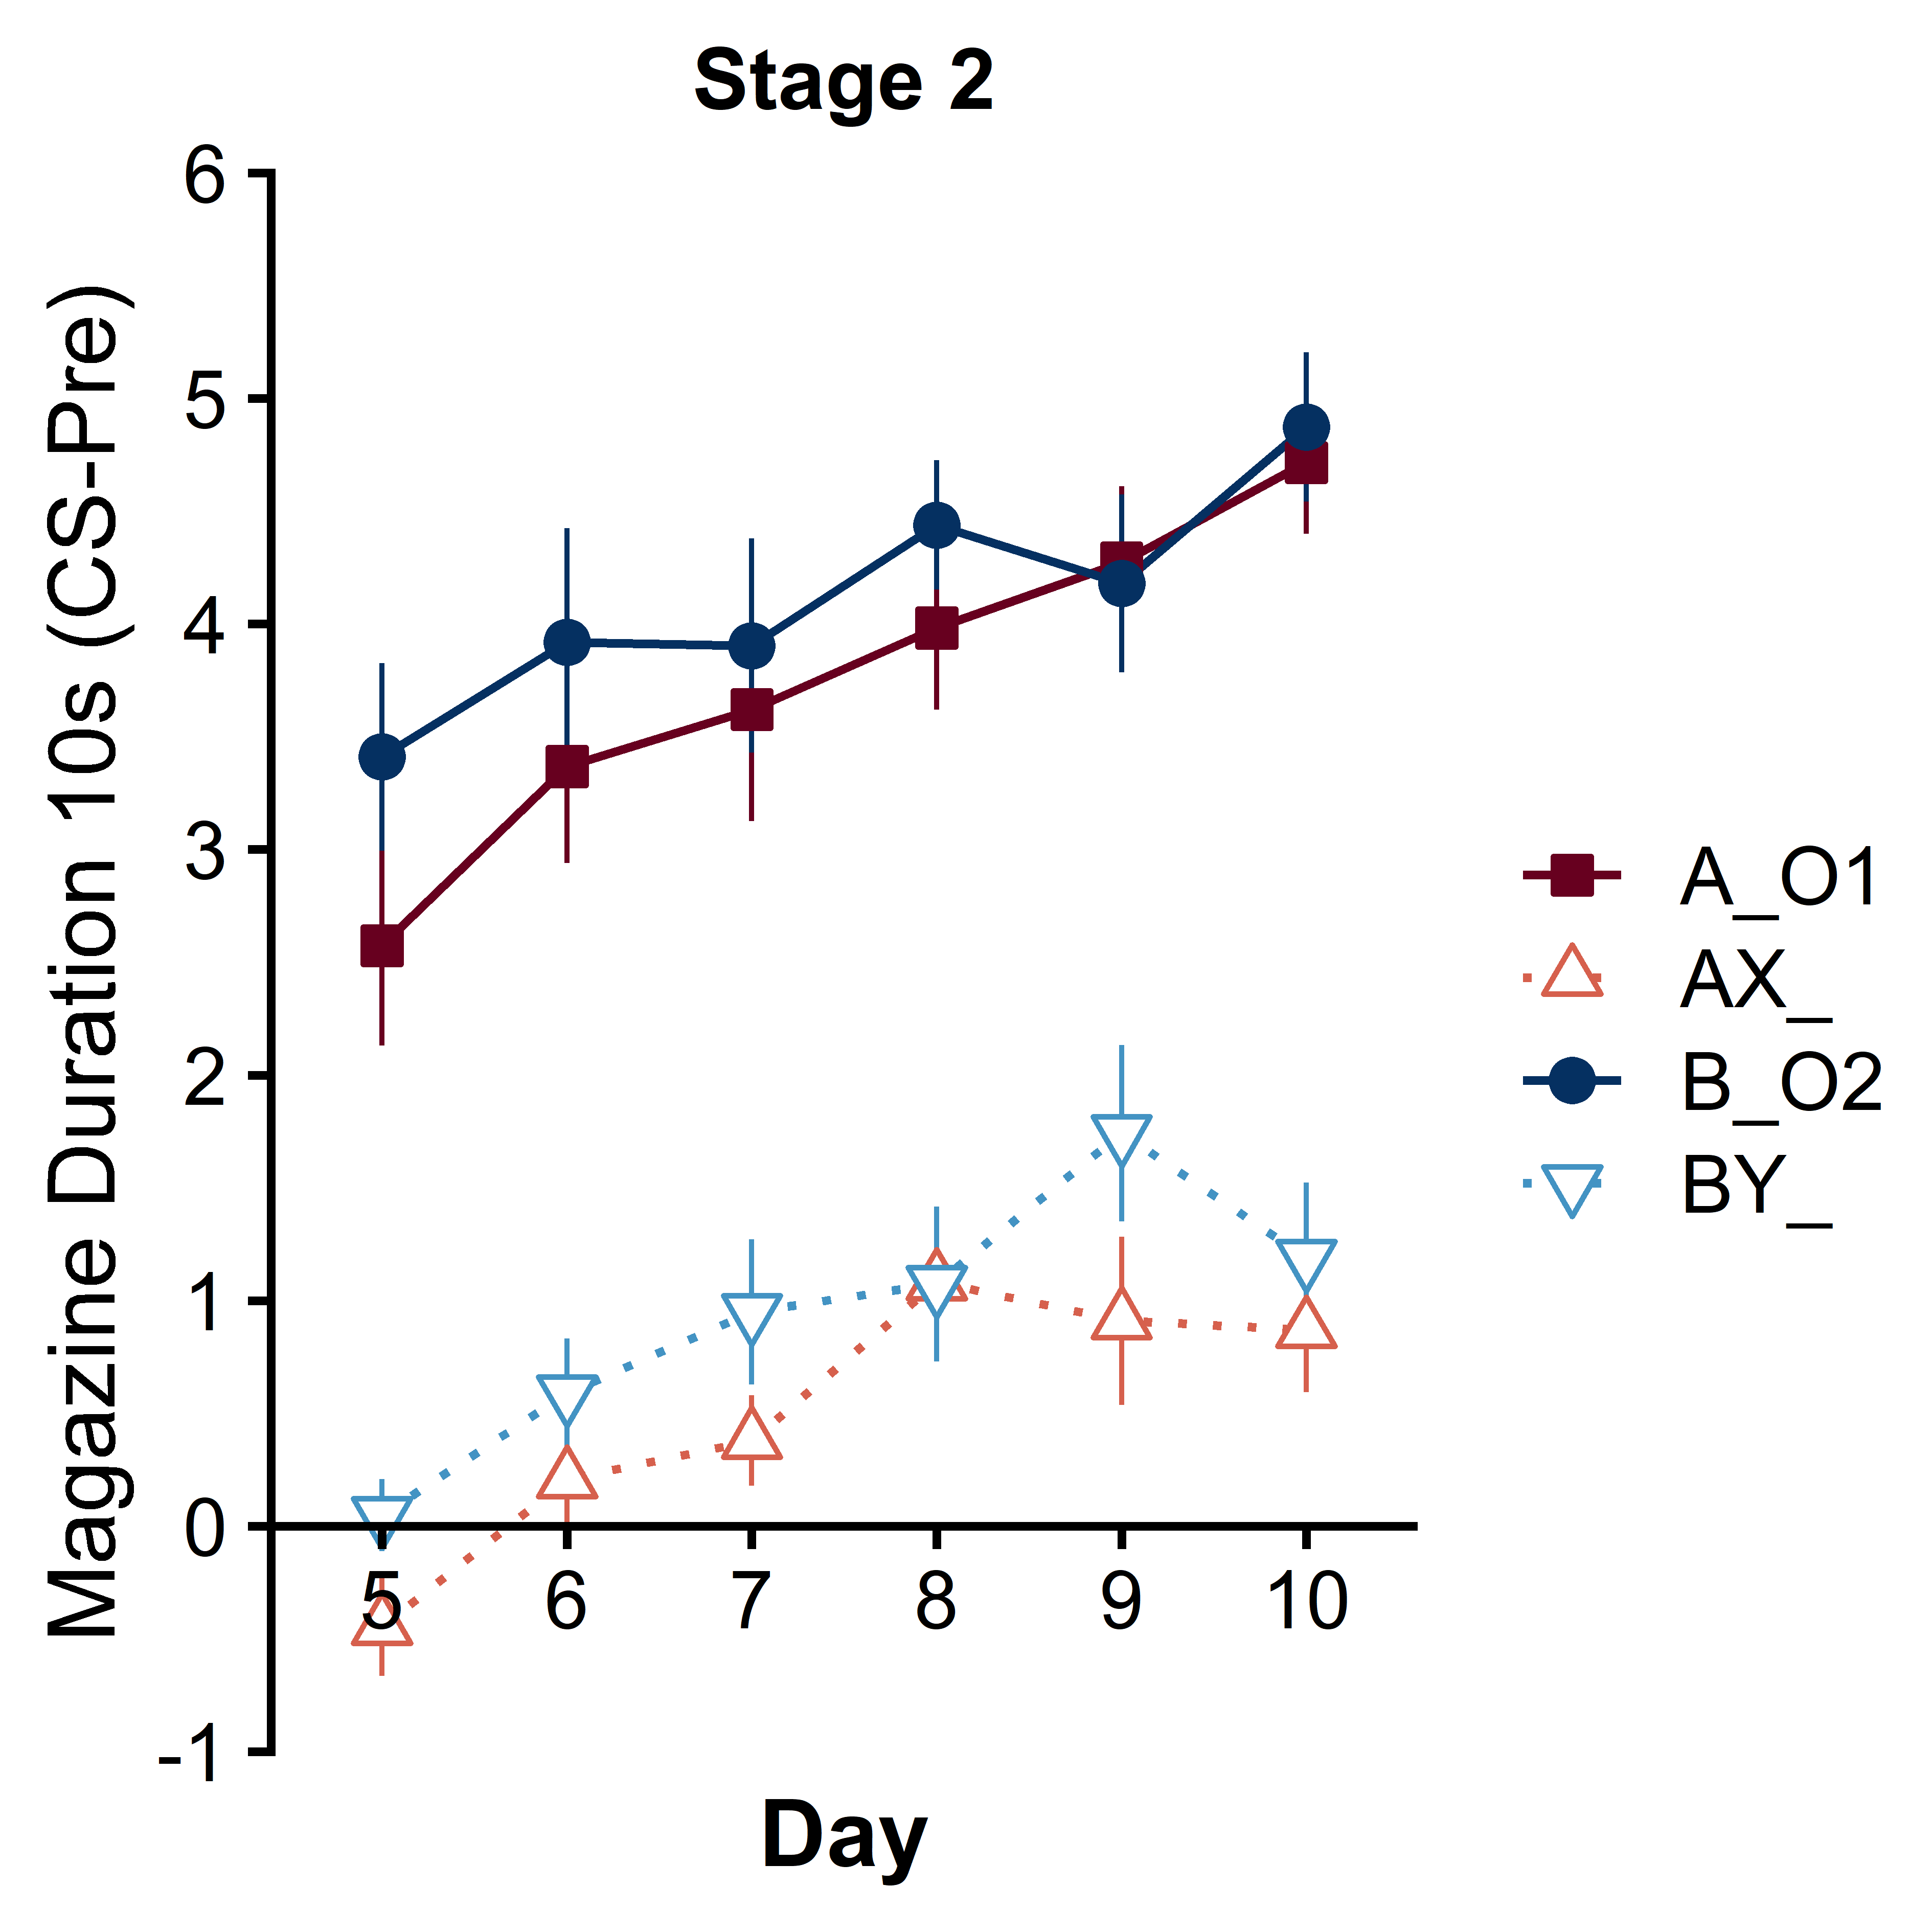 Stage 2
Magazine Duration 10s (CS-Pre)
6
5
4
3
2
1
0
-1
5 6 7 8 9 10
Day
A_O1
AX_
B_O2
BY_